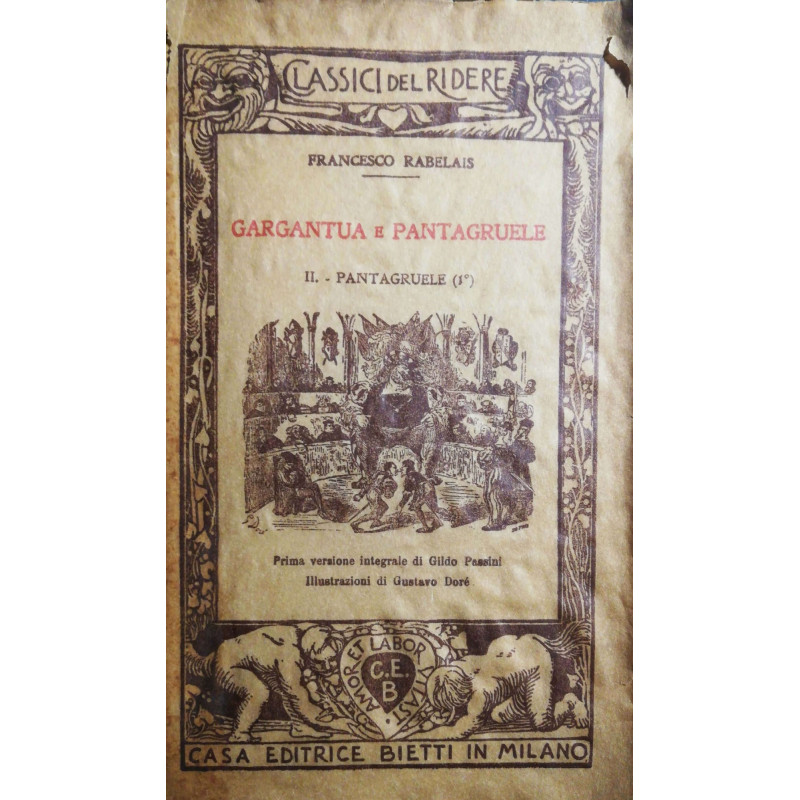 CLASSICI DEL RIDERE
FRANCESCO RABELAIS
GARGANTUA E PANTAGRUELE
II. - PANTAGRUELE (1°)
Prima versione integrale di Gildo Passini
Illustrazioni di Gustavo Doré
AMOR ET LABOR VITAST
C.E.
B
CASA EDITRICE BIETTI IN MILANO